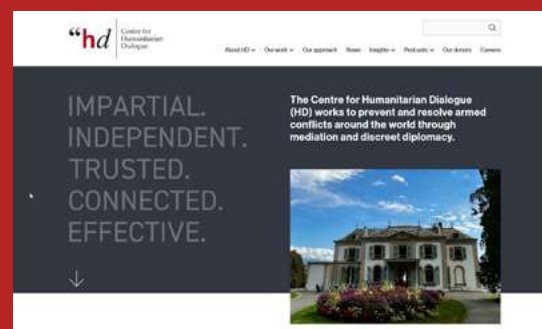 “hd
Centre for
Humanitarian
Dialogue
About HD
Our work
Our approach
News
Insights
Podcasts
Our donors
Careers
IMPARTIAL.
INDEPENDENT.
TRUSTED.
CONNECTED.
EFFECTIVE.
The Centre for Humanitarian Dialogue
(HD) works to prevent and resolve armed
conflicts around the world through
mediation and discreet diplomacy.